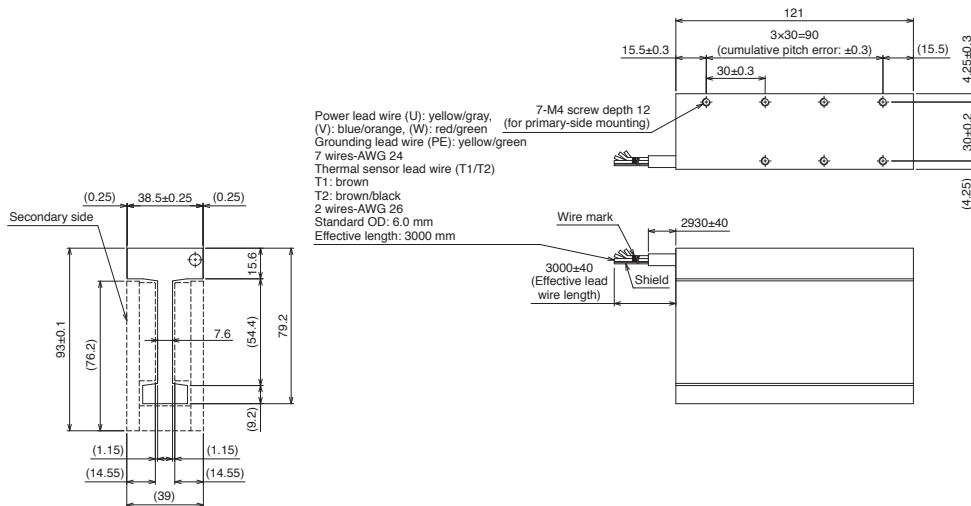 121
3×30=90
15.5±0.3
(cumulative pitch error: ±0.3)
(15.5)
4.25±0.3
30±0.3
7-M4 screw depth 12
(for primary-side mounting)
30±0.2
(4.25)
Power lead wire (U): yellow/gray,
(V): blue/orange, (W): red/green
Grounding lead wire (PE): yellow/green
7 wires-AWG 24
Thermal sensor lead wire (T1/T2)
T1: brown
T2: brown/black
2 wires-AWG 26
Standard OD: 6.0 mm
Effective length: 3000 mm
(0.25)
38.5±0.25
(0.25)
Secondary side
15.6
93±0.1
(76.2)
7.6
(54.4)
79.2
(9.2)
(1.15)
(1.15)
(14.55)
(14.55)
(39)
Wire mark
2930±40
3000±40
(Effective lead
wire length)
Shield